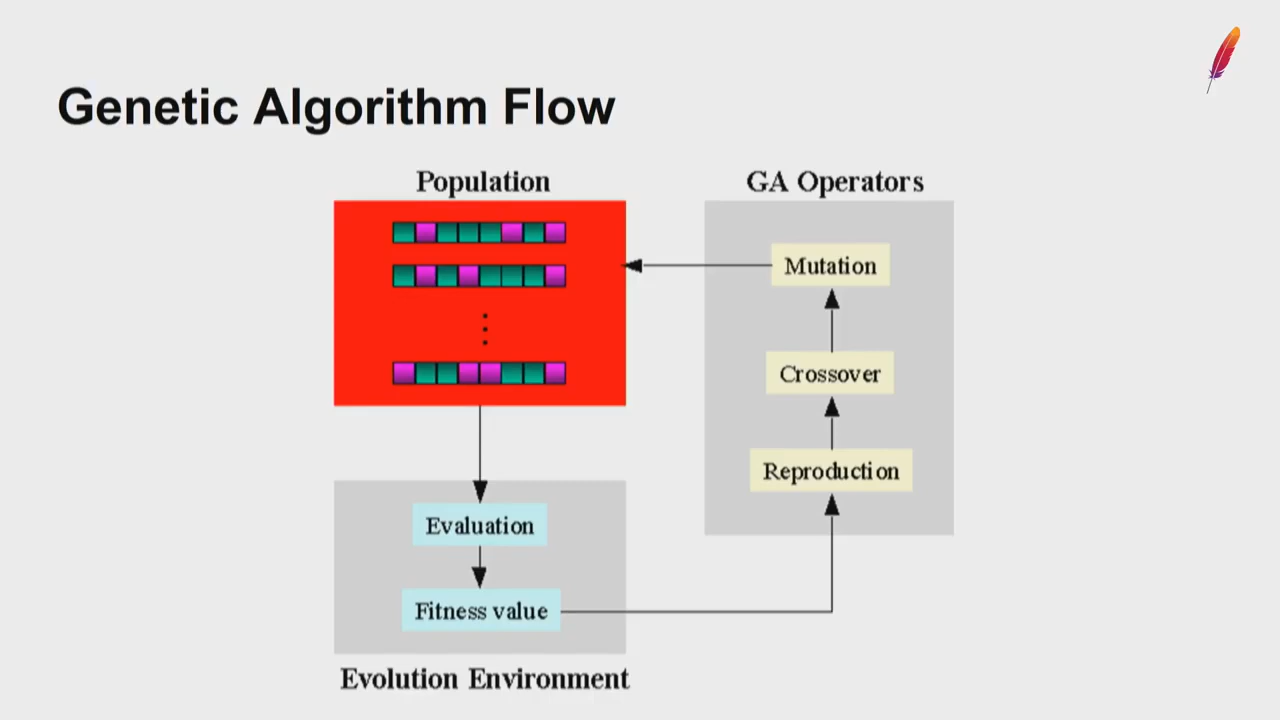 Genetic Algorithm Flow
Population
GA Operators
Mutation
Crossover
Reproduction
Evaluation
Fitness value
Evolution Environment